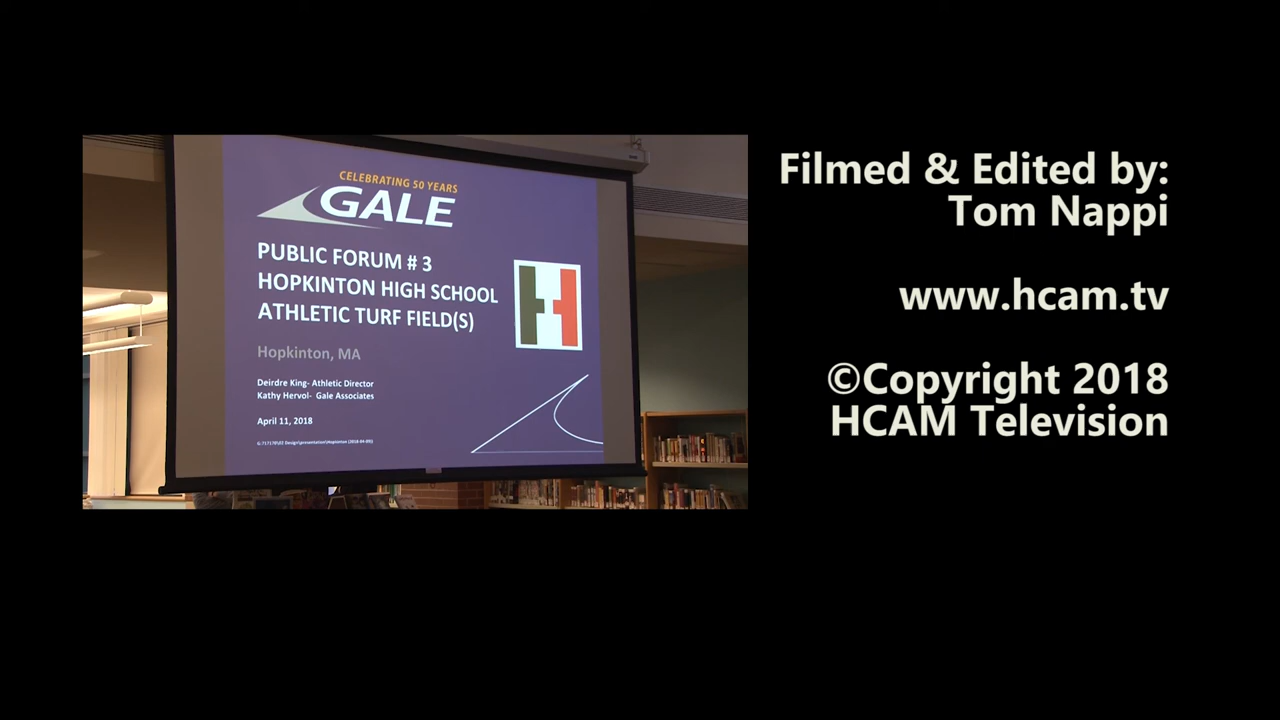 CELEBRATING 50 YEARS
GALE
PUBLIC FORUM # 3
HOPKINTON HIGH SCHOOL
ATHLETIC TURF FIELD(S)
H
Hopkinton, MA
Deirdre King- Athletic Director
Kathy Hervol- Gale Associates
April 11, 2018
Filmed & Edited by:
Tom Nappi
www.hcam.tv
©Copyright 2018
HCAM Television